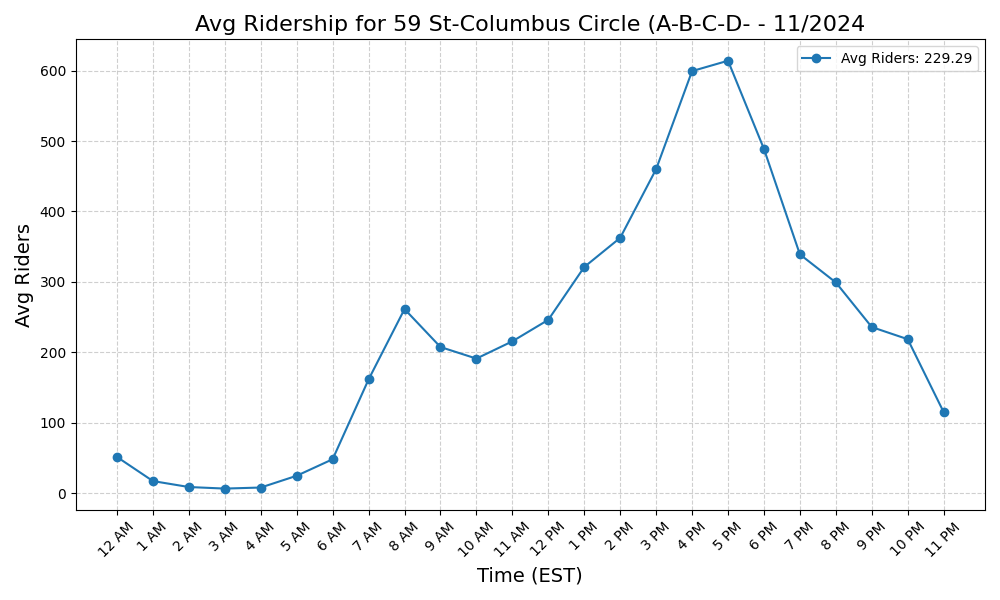 Avg Ridership for 59 St-Columbus Circle (A-B-C-D- - 11/2024
Avg Riders: 229.29
Avg Riders
600
500
400
300
200
100
0
12 AM
1 AM
2 AM
3 AM
4 AM
5 AM
6 AM
7 AM
8 AM
9 AM
10 AM
11 AM
12 PM
1 PM
2 PM
3 PM
4 PM
5 PM
6 PM
7 PM
8 PM
9 PM
10 PM
11 PM
Time (EST)